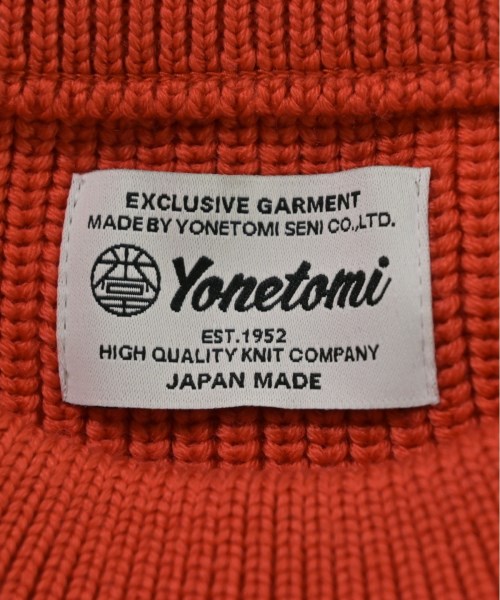 EXCLUSIVE GARMENT
MADE BY YONETOMI SENI CO.,LTD.
Yonetomi
EST.1952
HIGH QUALITY KNIT COMPANY
JAPAN MADE